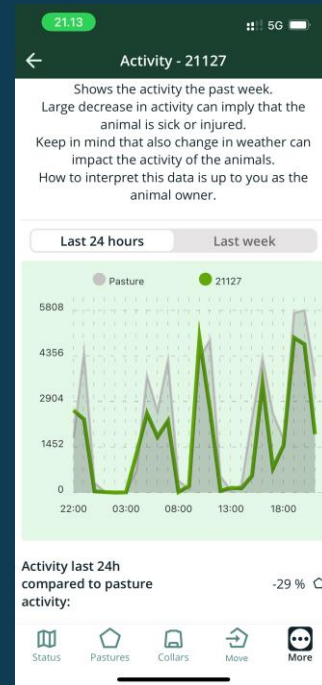 21.13
5G
Activity - 21127
Shows the activity the past week.
Large decrease in activity can imply that the
animal is sick or injured.
Keep in mind that also change in weather can
impact the activity of the animals.
How to interpret this data is up to you as the
animal owner.
Last 24 hours Last week
Pasture 21127
5808
4356
2904
1452
0
22:00 03:00 08:00 13:00 18:00
Activity last 24h
compared to pasture
activity:
-29 %
Status Pastures Collars Move More